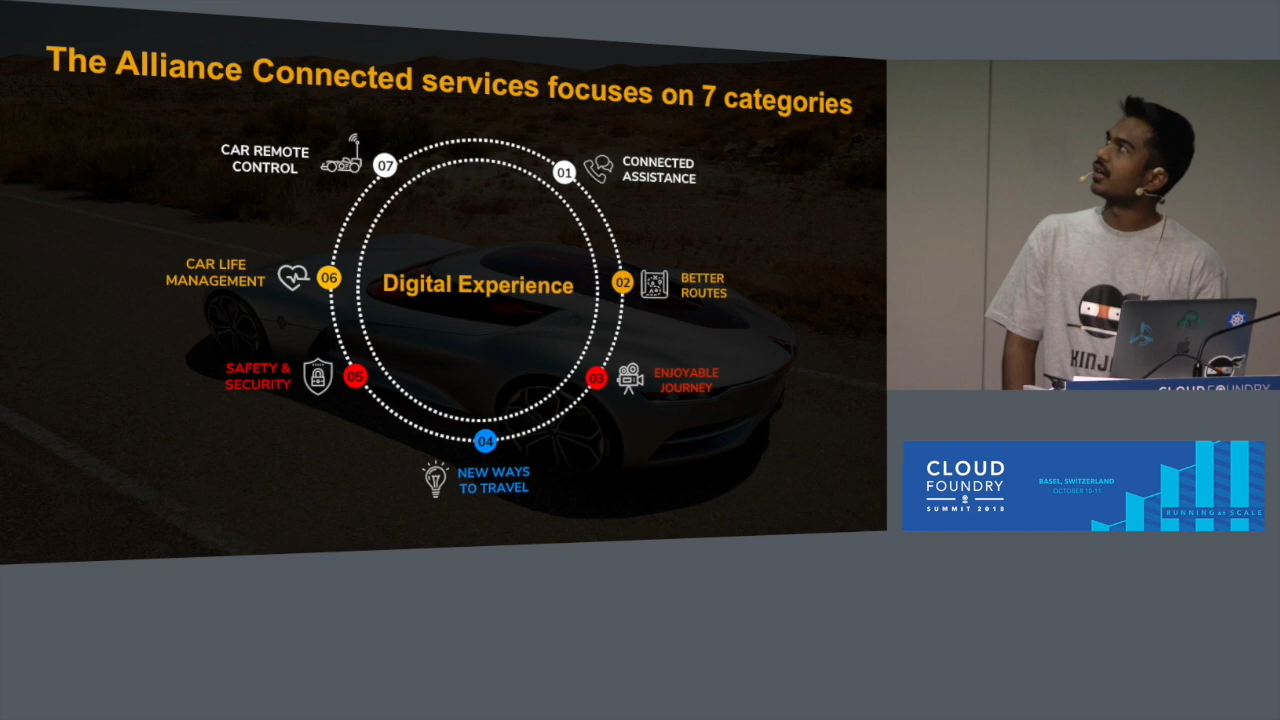 The Alliance Connected services focuses on 7 categories
CAR REMOTE
CONTROL
07
01
CONNECTED
ASSISTANCE
CAR LIFE
MANAGEMENT
06
Digital Experience
02
BETTER
ROUTES
SAFETY &
SECURITY
05
03
ENJOYABLE
JOURNEY
04
NEW WAYS
TO TRAVEL
CLOUD FOUNDRY
CLOUD
FOUNDRY
SUMMIT 2018
BASEL, SWITZERLAND
OCTOBER 10-11
RUNNING at SCALE